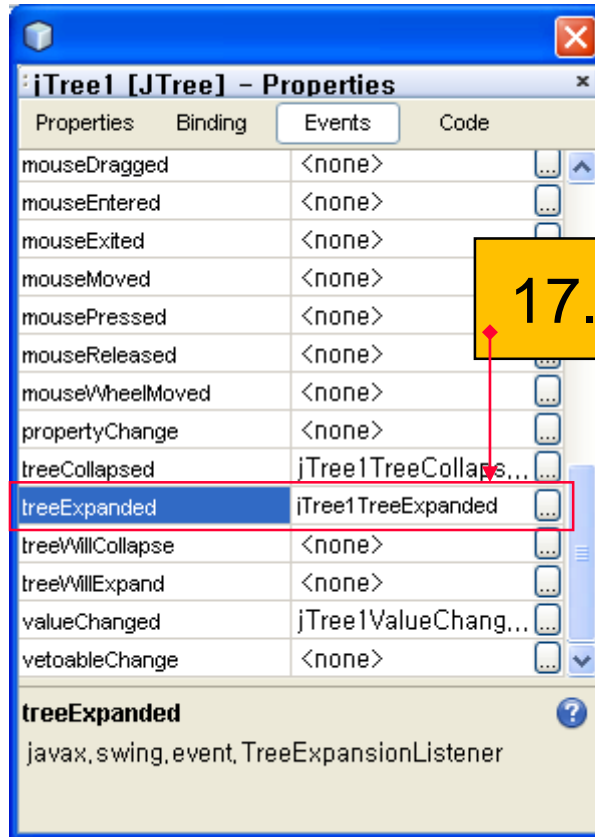 jTree1 [JTree] – Properties ×
Properties Binding Events Code
mouseDragged <none> ...
mouseEntered <none> ...
mouseExited <none>
mouseMoved <none>
mousePressed <none>
17.
mouseReleased <none> ...
mouseWheelMoved <none> ...
propertyChange <none> ...
treeCollapsed jTree1TreeCollaps,,, ...
treeExpanded jTree1TreeExpanded ...
treeWillCollapse <none> ...
treeWillExpand <none> ...
valueChanged jTree1ValueChang,,, ...
vetoableChange <none> ...
treeExpanded ?
javax,swing,event,TreeExpansionListener